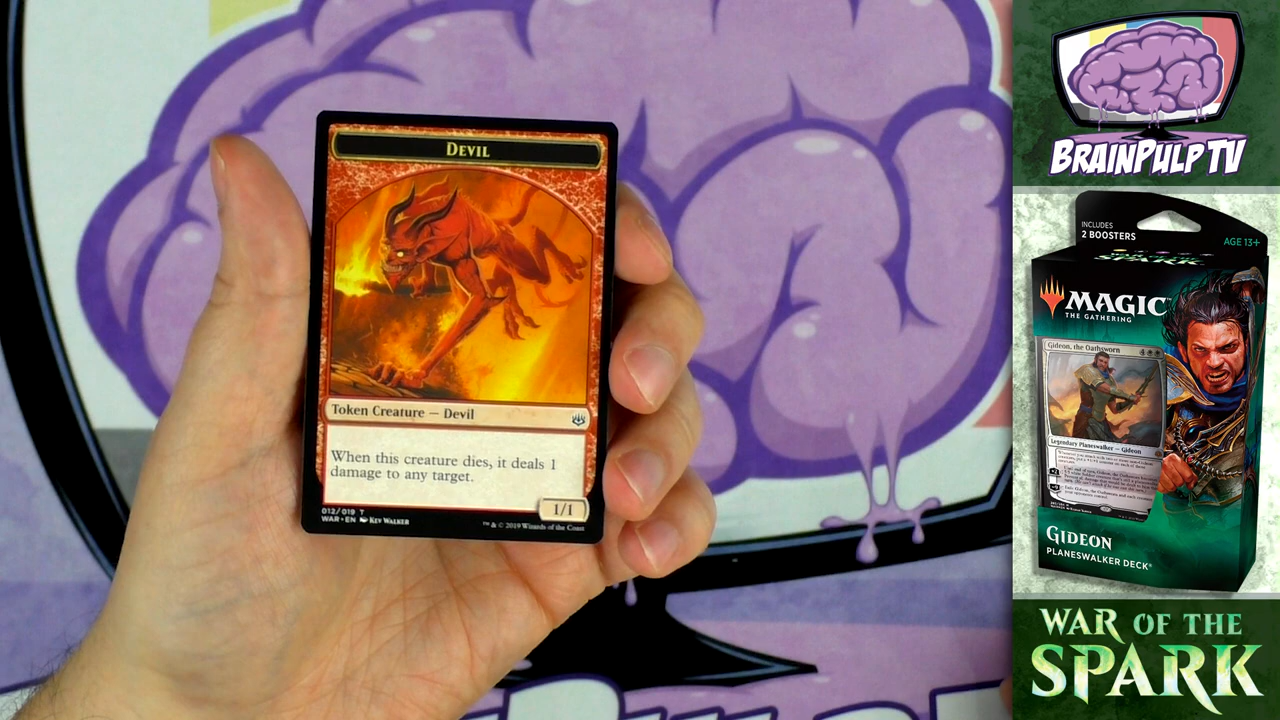 DEVIL
Token Creature — Devil
When this creature dies, it deals 1
damage to any target.
1/1
012/019 T
WAR • EN KEV WALKER
™ & © 2019 Wizards of the Coast
BRAINPULP TV
INCLUDES
2 BOOSTERS
AGE 13+
SPARK
MAGIC
THE GATHERING
Gideon, the Oathsworn
Legendary Planeswalker — Gideon
GIDEON
PLANESWALKER DECK
WAR OF THE
SPARK